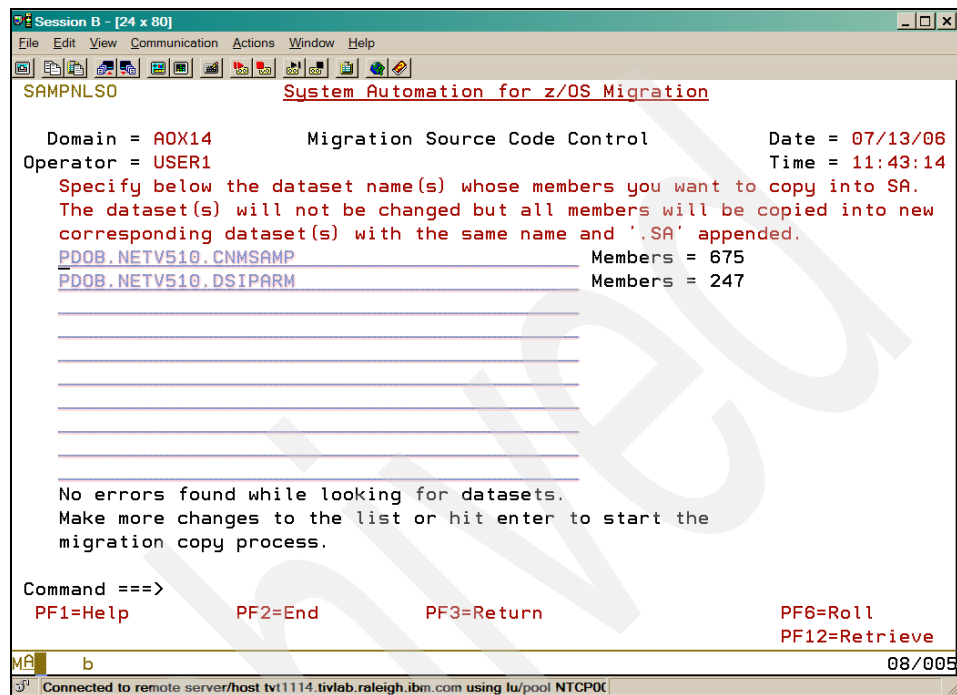 Session B - [24 x 80]
File Edit View Communication Actions Window Help
SAMPNLSO System Automation for z/OS Migration
Domain = AOX14 Migration Source Code Control Date = 07/13/06
Operator = USER1 Time = 11:43:14
Specify below the dataset name(s) whose members you want to copy into SA.
The dataset(s) will not be changed but all members will be copied into new
corresponding dataset(s) with the same name and '.SA' appended.
PDOB.NETV510.CNMSAMP Members = 675
PDOB.NETV510.DSIPARM Members = 247
No errors found while looking for datasets.
Make more changes to the list or hit enter to start the
migration copy process.
Command ===>
PF1=Help PF2=End PF3=Return PF6=Roll
PF12=Retrieve
MA b 08/005
Connected to remote server/host tvt1114.tivlab.raleigh.ibm.com using lu/pool
hived